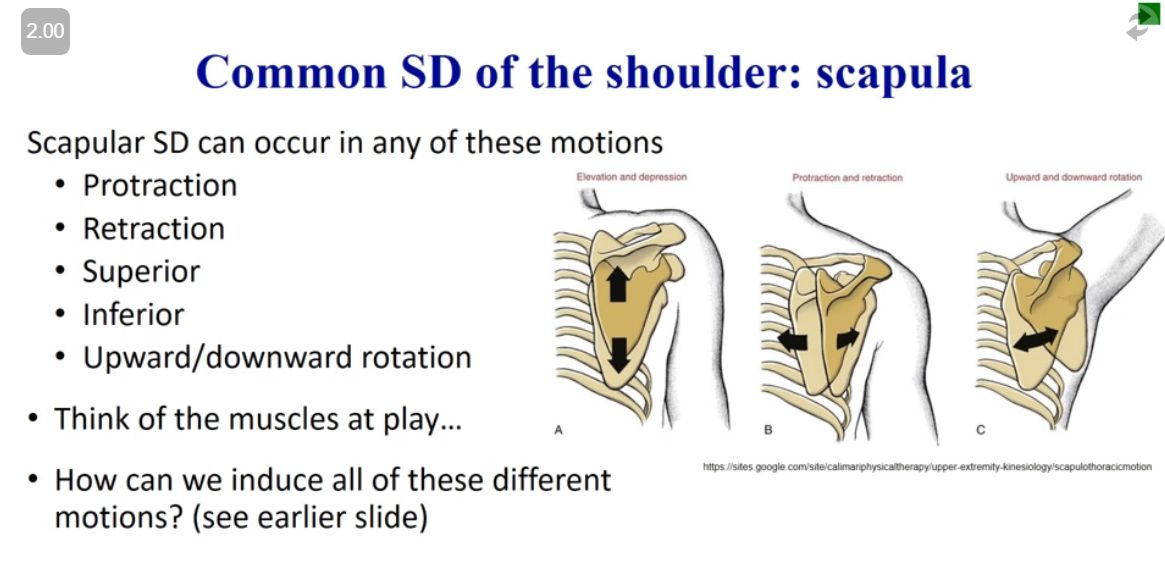 2.00
Common SD of the shoulder: scapula
Scapular SD can occur in any of these motions
• Protraction
• Retraction
• Superior
• Inferior
• Upward/downward rotation
• Think of the muscles at play...
• How can we induce all of these different
motions? (see earlier slide)
Elevation and depression
Protraction and retraction
Upward and downward rotation
A
B
C
https://sites.google.com/site/calimariphysicaltherapy/upper-extremity-kinesiology/scapulothoracicmotion